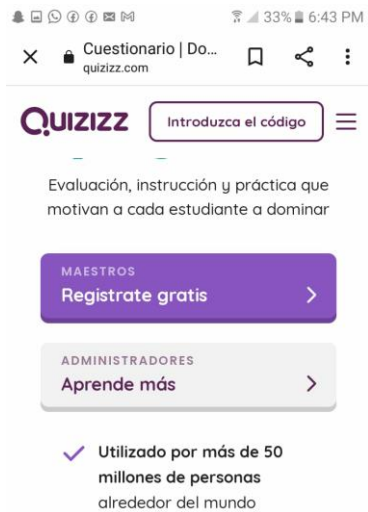 33% 6:43 PM
Cuestionario | Do...
quizizz.com
QUIZIZZ
Introduzca el código
Evaluación, instrucción y práctica que
motivan a cada estudiante a dominar
MAESTROS
Registrate gratis
ADMINISTRADORES
Aprende más
Utilizado por más de 50
millones de personas
alrededor del mundo